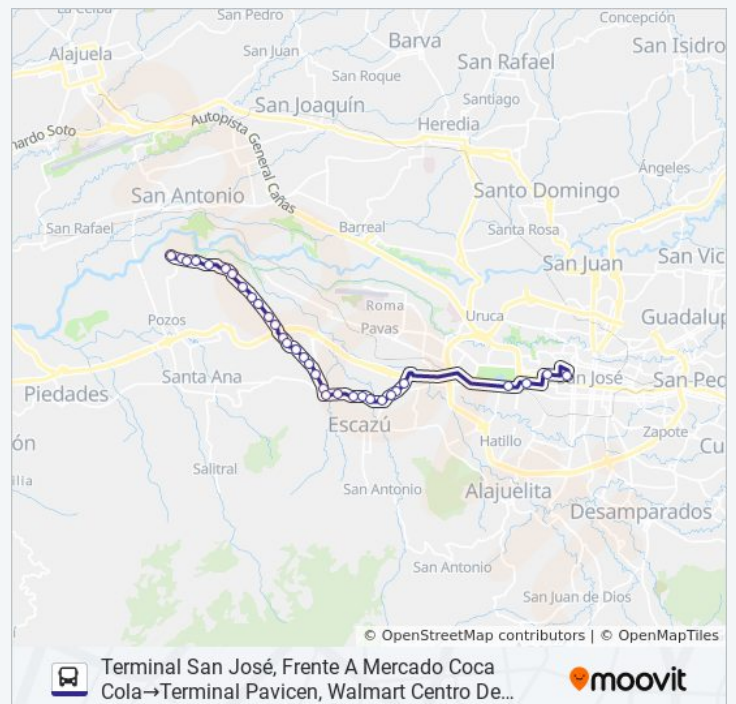 La Ceiba
San Pedro
Concepción
Alajuela
San Juan
Barva
San Rafael
San Isidro
San Roque
San Joaquín
Santiago
Heredia
nardo Soto
Autopista General Cañas
Ángeles
San Antonio
Santo Domingo
San Rafael
Barreal
Santa Rosa
San Juan
San Vic
Roma
Pozos
Pavas
Uruca
Guadalup
Santa Ana
San José
San Ped
Piedades
Escazú
Zapote
ón
Hatillo
Cu
Salitral
illa
San Antonio
Alajuelita
Desamparados
San Antonio
San Juan de Dios
í
© OpenStreetMap contributors | © OpenMapTiles
Terminal San José, Frente A Mercado Coca
Cola→Terminal Pavicen, Walmart Centro De…
moovit